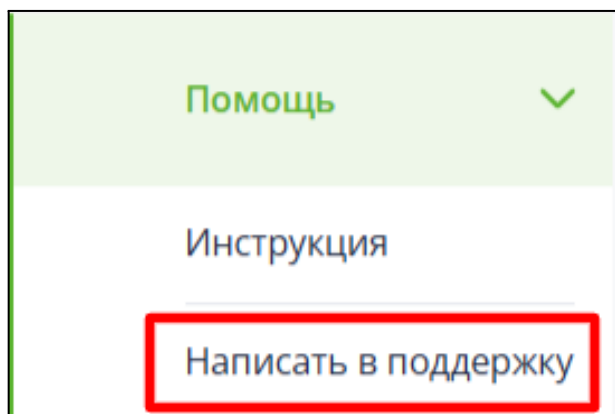 Помощь
Инструкция
Написать в поддержку